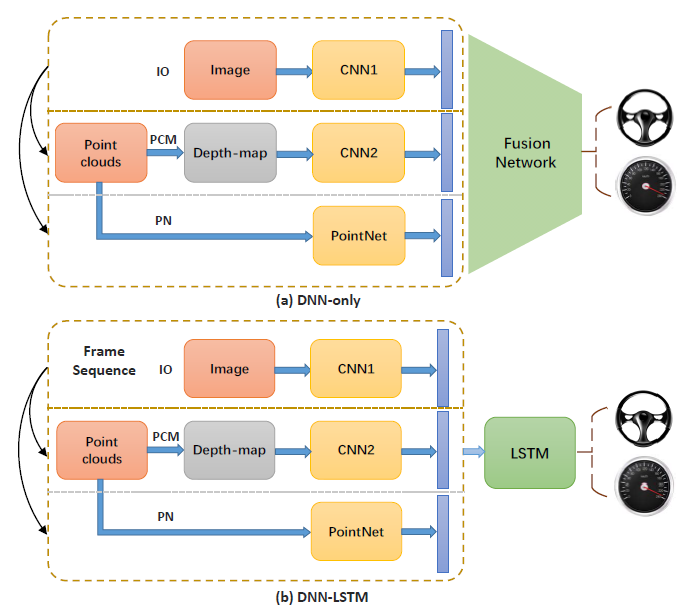 IO
Image
CNN1
Point
clouds
PCM
Depth-map
CNN2
PN
PointNet
Fusion
Network
(a) DNN-only
Frame
Sequence
IO
Image
CNN1
Point
clouds
PCM
Depth-map
CNN2
LSTM
PN
PointNet
(b) DNN-LSTM